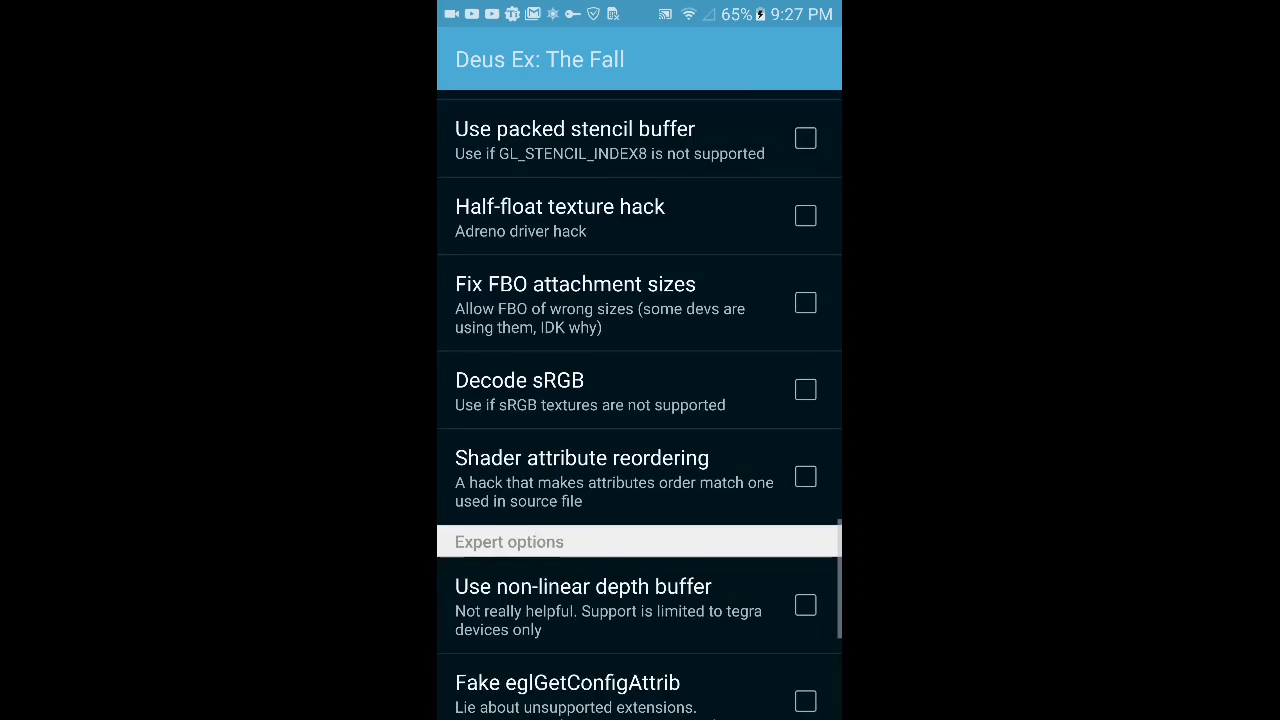 65% 9:27 PM
Deus Ex: The Fall
Use packed stencil buffer
Use if GL_STENCIL_INDEX8 is not supported
Half-float texture hack
Adreno driver hack
Fix FBO attachment sizes
Allow FBO of wrong sizes (some devs are
using them, IDK why)
Decode sRGB
Use if sRGB textures are not supported
Shader attribute reordering
A hack that makes attributes order match one
used in source file
Expert options
Use non-linear depth buffer
Not really helpful. Support is limited to tegra
devices only
Fake eglGetConfigAttrib
Lie about unsupported extensions.